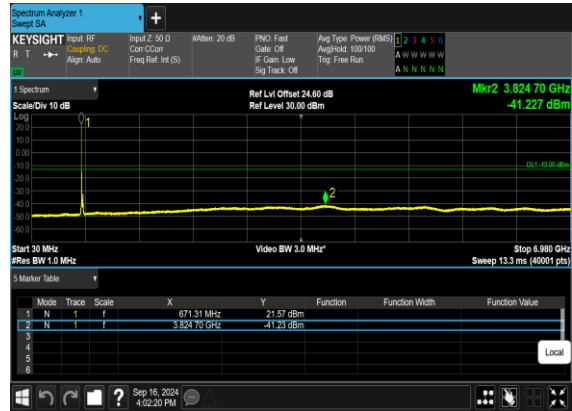 Spectrum Analyzer 1
Swept SA
+
KEYSIGHT Input: RF Input Z: 50 Ω #Atten: 20 dB PNO: Fast Avg Type: Power (RMS) 1 2 3 4 5 6
R T Coupling: DC Corr CCorr Gate: Off Avg|Hold: 100/100 A W W W W W
Align: Auto Freq Ref: Int (S) IF Gain: Low Trig: Free Run
Sig Track: Off A N N N N N
1 Spectrum Ref Lvl Offset 24.60 dB Mkr2 3.824 70 GHz
Scale/Div 10 dB Ref Level 30.00 dBm -41.227 dBm
Log
1
20.0
10.0
0.00
-10.0 DL1 -13.00 dBm
-20.0
-30.0
2
-40.0
-50.0
-60.0
Start 30 MHz Video BW 3.0 MHz* Stop 6.980 GHz
#Res BW 1.0 MHz Sweep 13.3 ms (40001 pts)
5 Marker Table
Mode Trace Scale X Y Function Function Width Function Value
1 N 1 f 671.31 MHz 21.57 dBm
2 N 1 f 3.824 70 GHz -41.23 dBm
3
4
5
6
Local
? Sep 16, 2024
4:02:20 PM